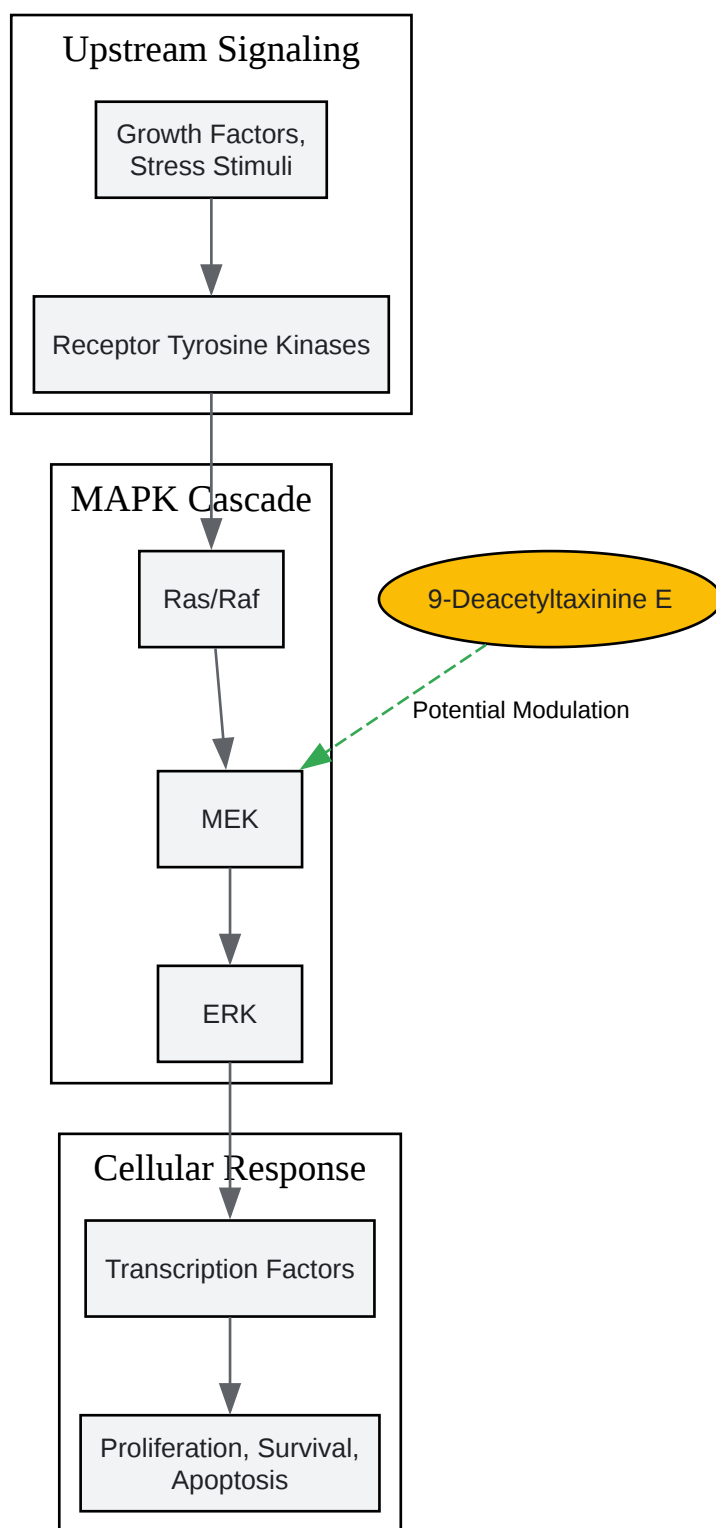 Upstream Signaling
Growth Factors,
Stress Stimuli
Receptor Tyrosine Kinases
MAPK Cascade
Ras/Raf
9-Deacetyltaxinine E
Potential Modulation
MEK
ERK
Cellular Response
Transcription Factors
Proliferation, Survival,
Apoptosis